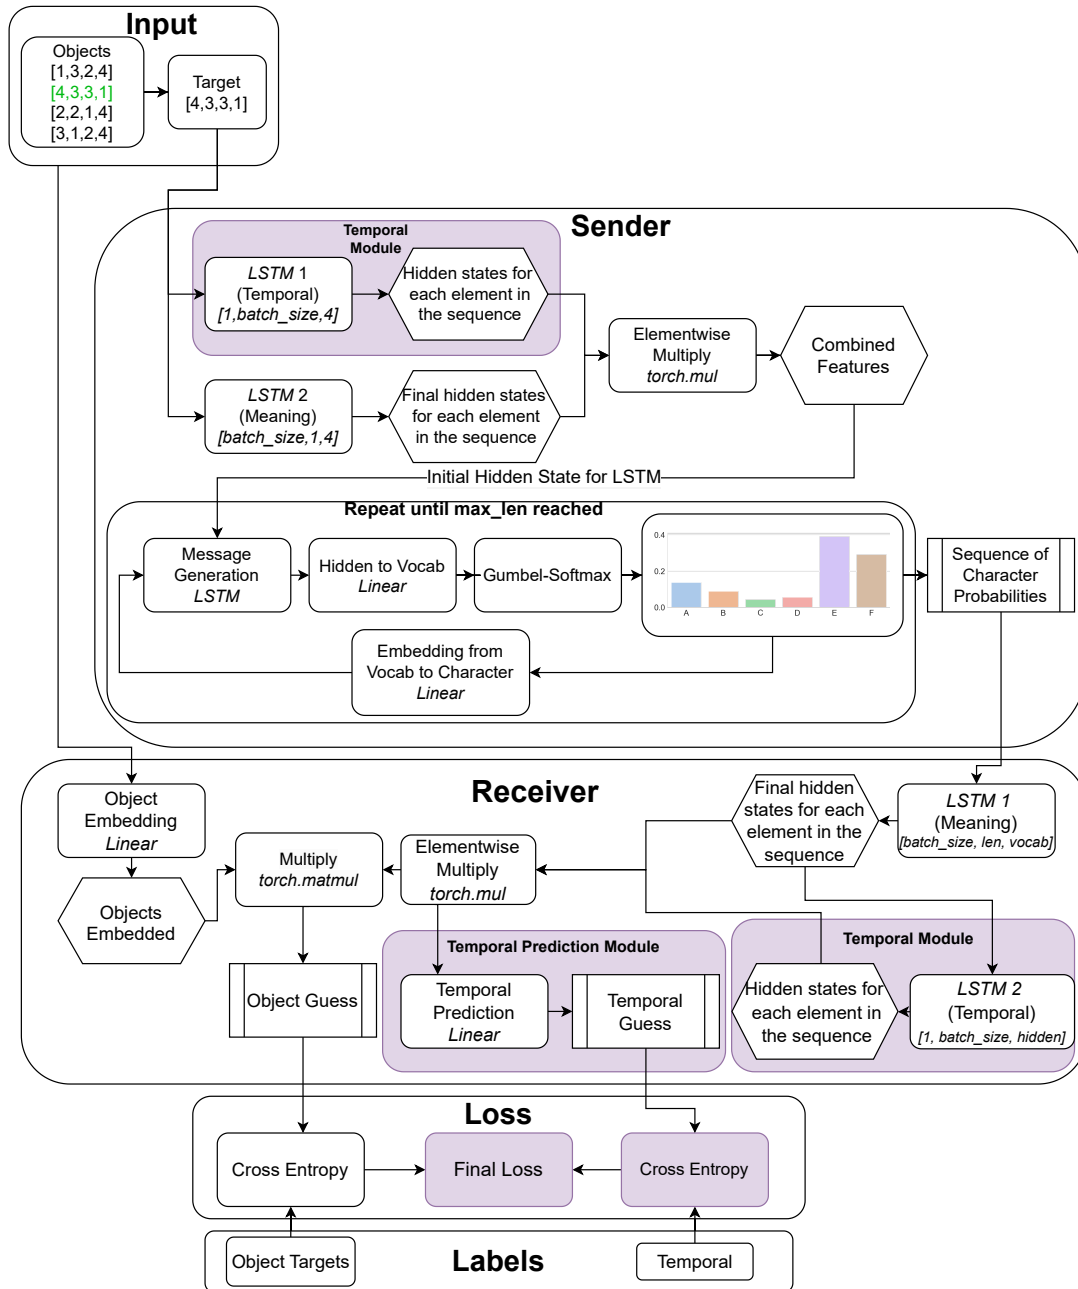 Input
Objects
[1,3,2,4]
[4,3,3,1]
[2,2,1,4]
[3,1,2,4]
Target
[4,3,3,1]
Sender
Temporal
Module
LSTM 1
(Temporal)
[1,batch_size,4]
Hidden states for
each element in
the sequence
LSTM 2
(Meaning)
[batch_size,1,4]
Final hidden states
for each element
in the sequence
Elementwise
Multiply
torch.mul
Combined
Features
Initial Hidden State for LSTM
Repeat until max_len reached
Message
Generation
LSTM
Hidden to Vocab
Linear
Gumbel-Softmax
0.4
0.2
0.0
A B C D E F
Sequence of
Character
Probabilities
Embedding from
Vocab to Character
Linear
Receiver
Object
Embedding
Linear
Objects
Embedded
Multiply
torch.matmul
Elementwise
Multiply
torch.mul
Final hidden
states for each
element in the
sequence
LSTM 1
(Meaning)
[batch_size, len, vocab]
Object Guess
Temporal Prediction Module
Temporal
Prediction
Linear
Temporal
Guess
Temporal Module
Hidden states for
each element in
the sequence
LSTM 2
(Temporal)
[1, batch_size, hidden]
Loss
Cross Entropy
Final Loss
Cross Entropy
Object Targets
Labels
Temporal